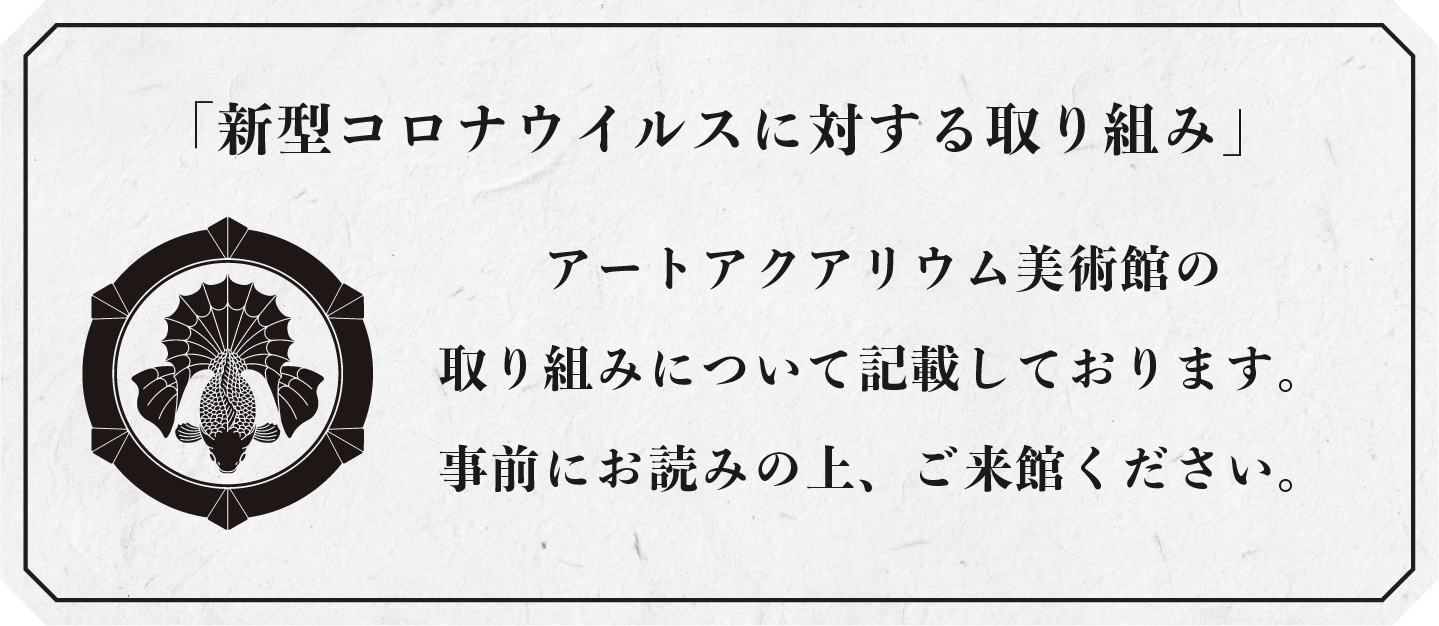 「新型コロナウイルスに対する取り組み」
アートアクアリウム美術館の
取り組みについて記載しております。
事前にお読みの上、ご来館ください。